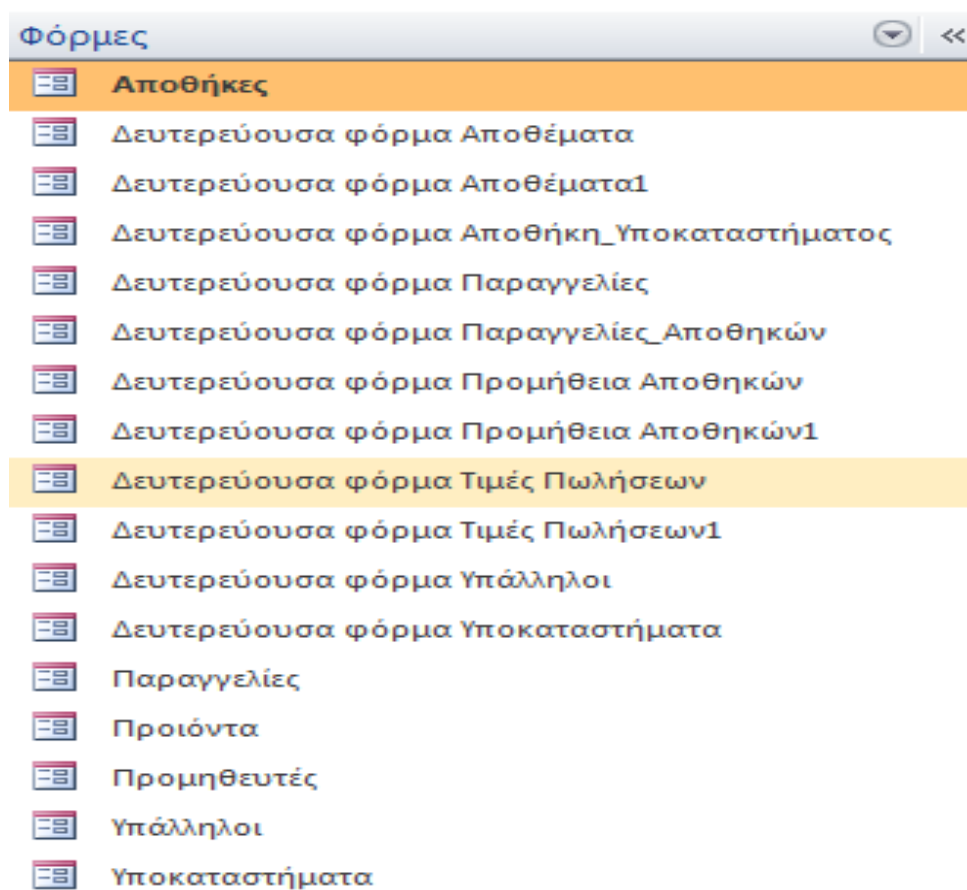 Φόρμες
Αποθήκες
Δευτερεύουσα φόρμα Αποθέματα
Δευτερεύουσα φόρμα Αποθέματα1
Δευτερεύουσα φόρμα Αποθήκη_Υποκαταστήματος
Δευτερεύουσα φόρμα Παραγγελίες
Δευτερεύουσα φόρμα Παραγγελίες_Αποθηκών
Δευτερεύουσα φόρμα Προμήθεια Αποθηκών
Δευτερεύουσα φόρμα Προμήθεια Αποθηκών1
Δευτερεύουσα φόρμα Τιμές Πωλήσεων
Δευτερεύουσα φόρμα Τιμές Πωλήσεων1
Δευτερεύουσα φόρμα Υπάλληλοι
Δευτερεύουσα φόρμα Υποκαταστήματα
Παραγγελίες
Προιόντα
Προμηθευτές
Υπάλληλοι
Υποκαταστήματα